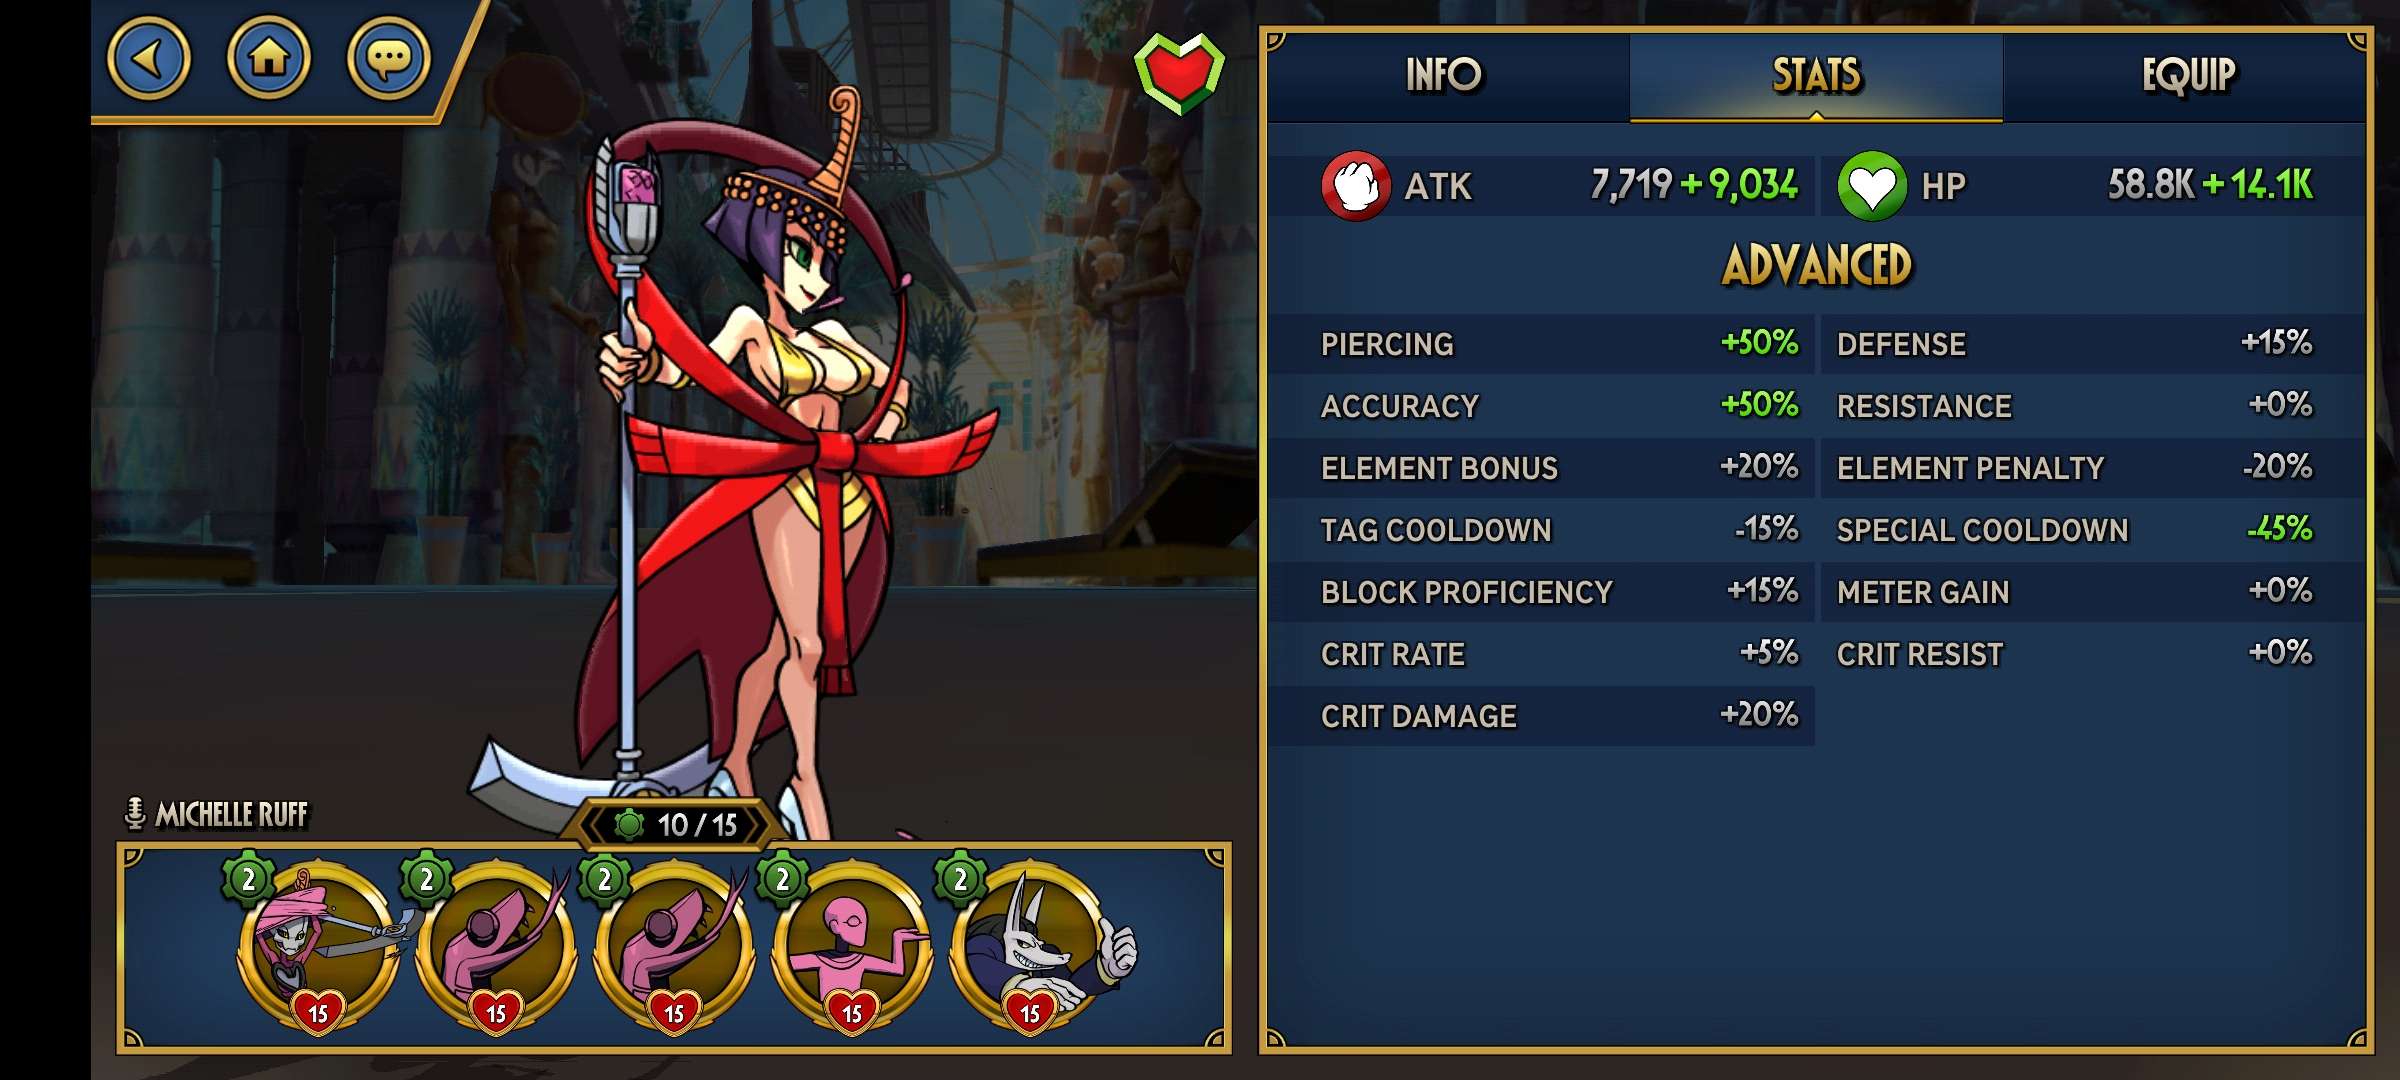 INFO
STATS
EQUIP
ATK 7,719 + 9,034
HP 58.8K + 14.1K
ADVANCED
PIERCING +50%
DEFENSE +15%
ACCURACY +50%
RESISTANCE +0%
ELEMENT BONUS +20%
ELEMENT PENALTY -20%
TAG COOLDOWN -15%
SPECIAL COOLDOWN -45%
BLOCK PROFICIENCY +15%
METER GAIN +0%
CRIT RATE +5%
CRIT RESIST +0%
CRIT DAMAGE +20%
MICHELLE RUFF
10 / 15
2 2 2 2 2
15 15 15 15 15